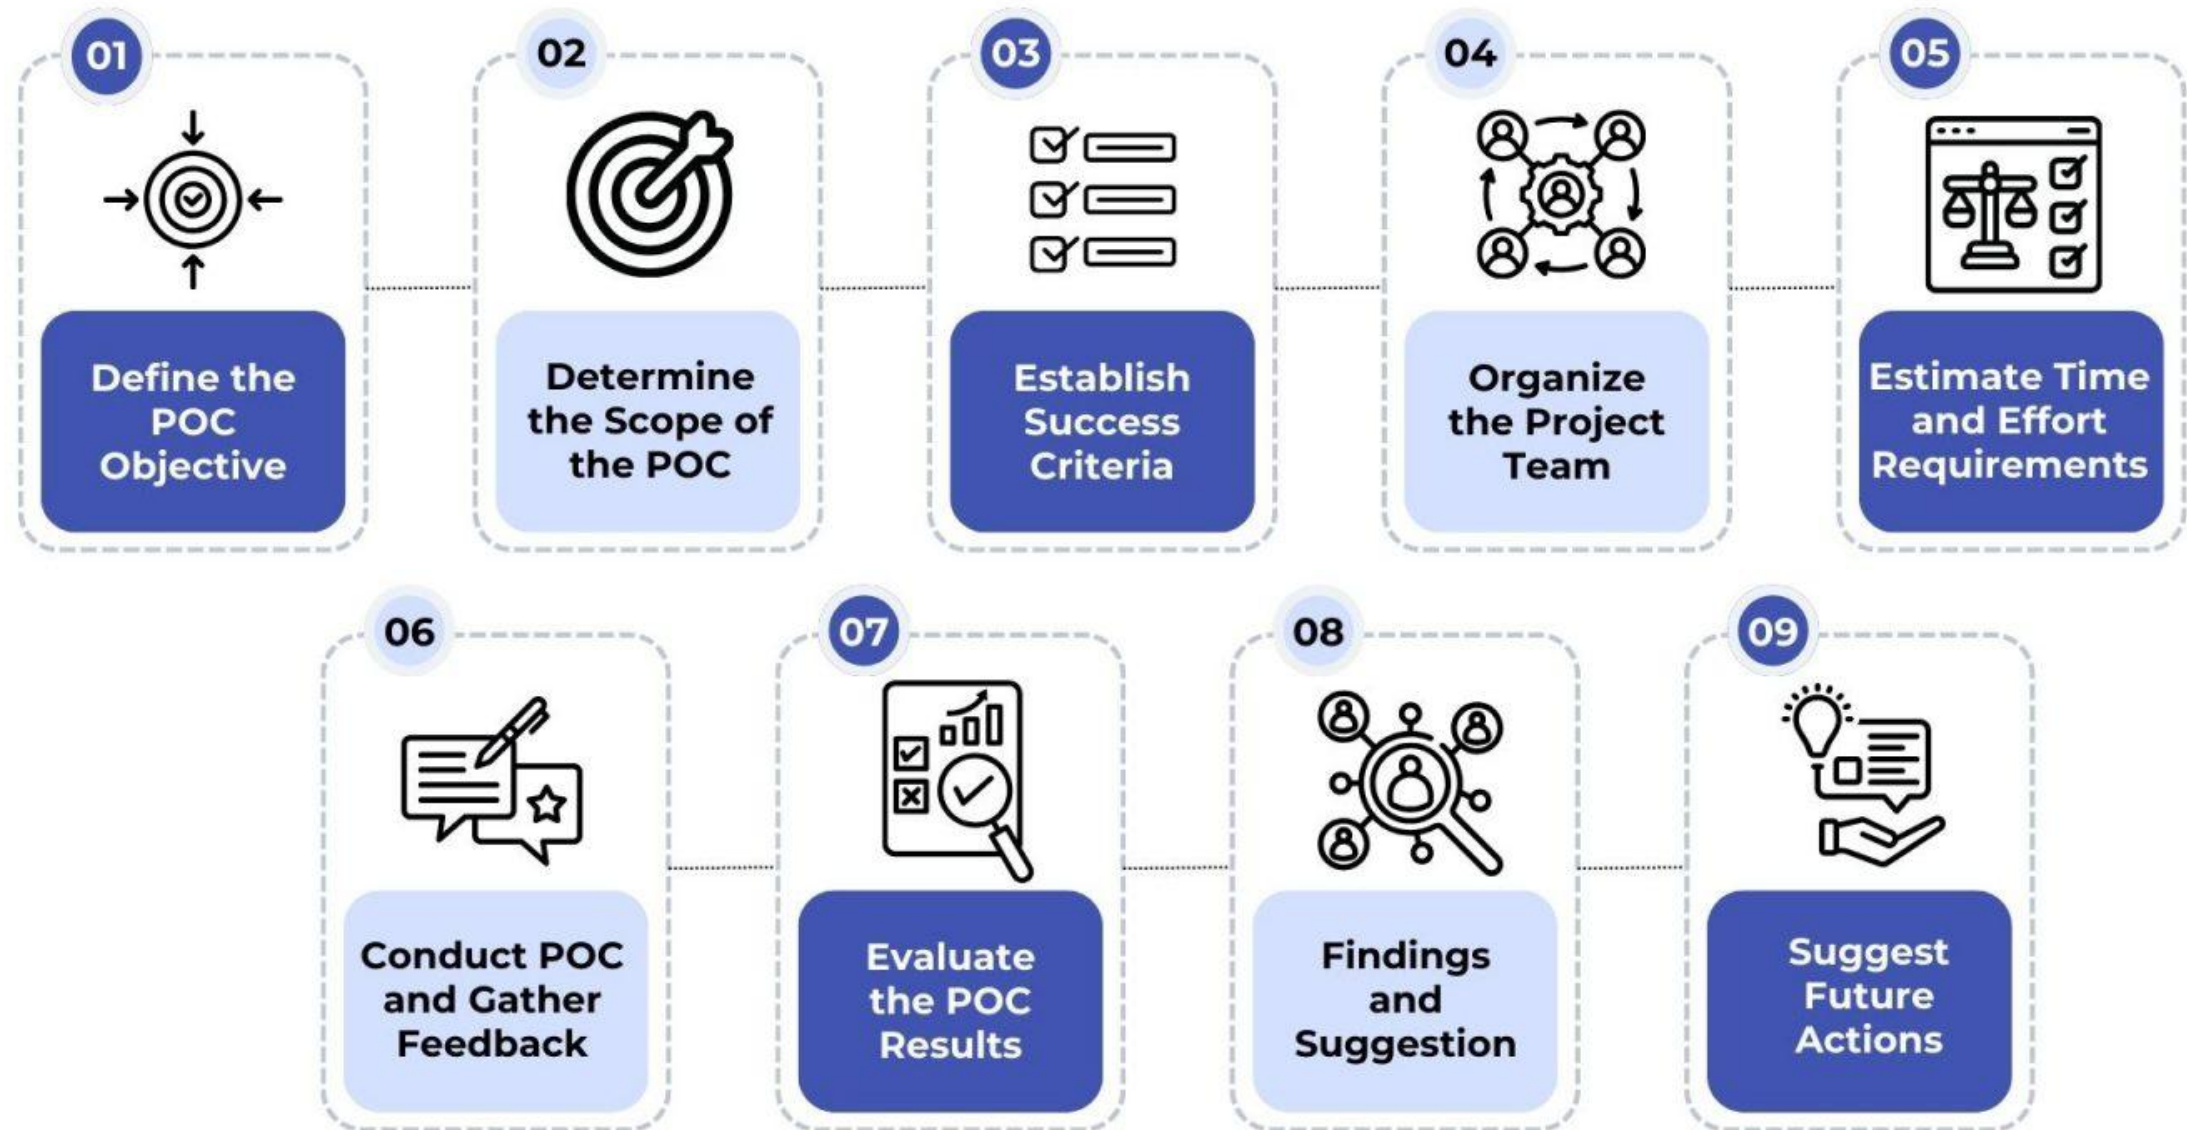 01
Define the
POC
Objective
02
Determine
the Scope of
the POC
03
Establish
Success
Criteria
04
Organize
the Project
Team
05
Estimate Time
and Effort
Requirements
06
Conduct POC
and Gather
Feedback
07
Evaluate
the POC
Results
08
Findings
and
Suggestion
09
Suggest
Future
Actions